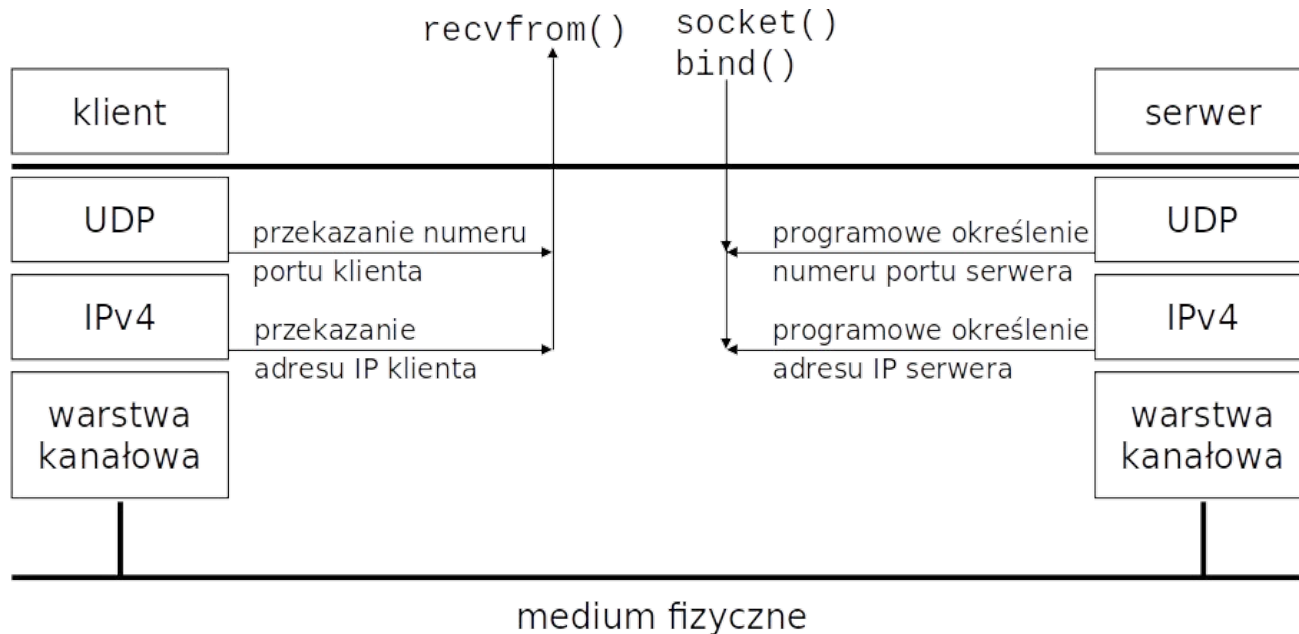 recvfrom()
socket()
bind()
klient
serwer
UDP
przekazanie numeru
portu klienta
programowe określenie
numeru portu serwera
UDP
IPv4
przekazanie
adresu IP klienta
programowe określenie
adresu IP serwera
IPv4
warstwa
kanałowa
warstwa
kanałowa
medium fizyczne